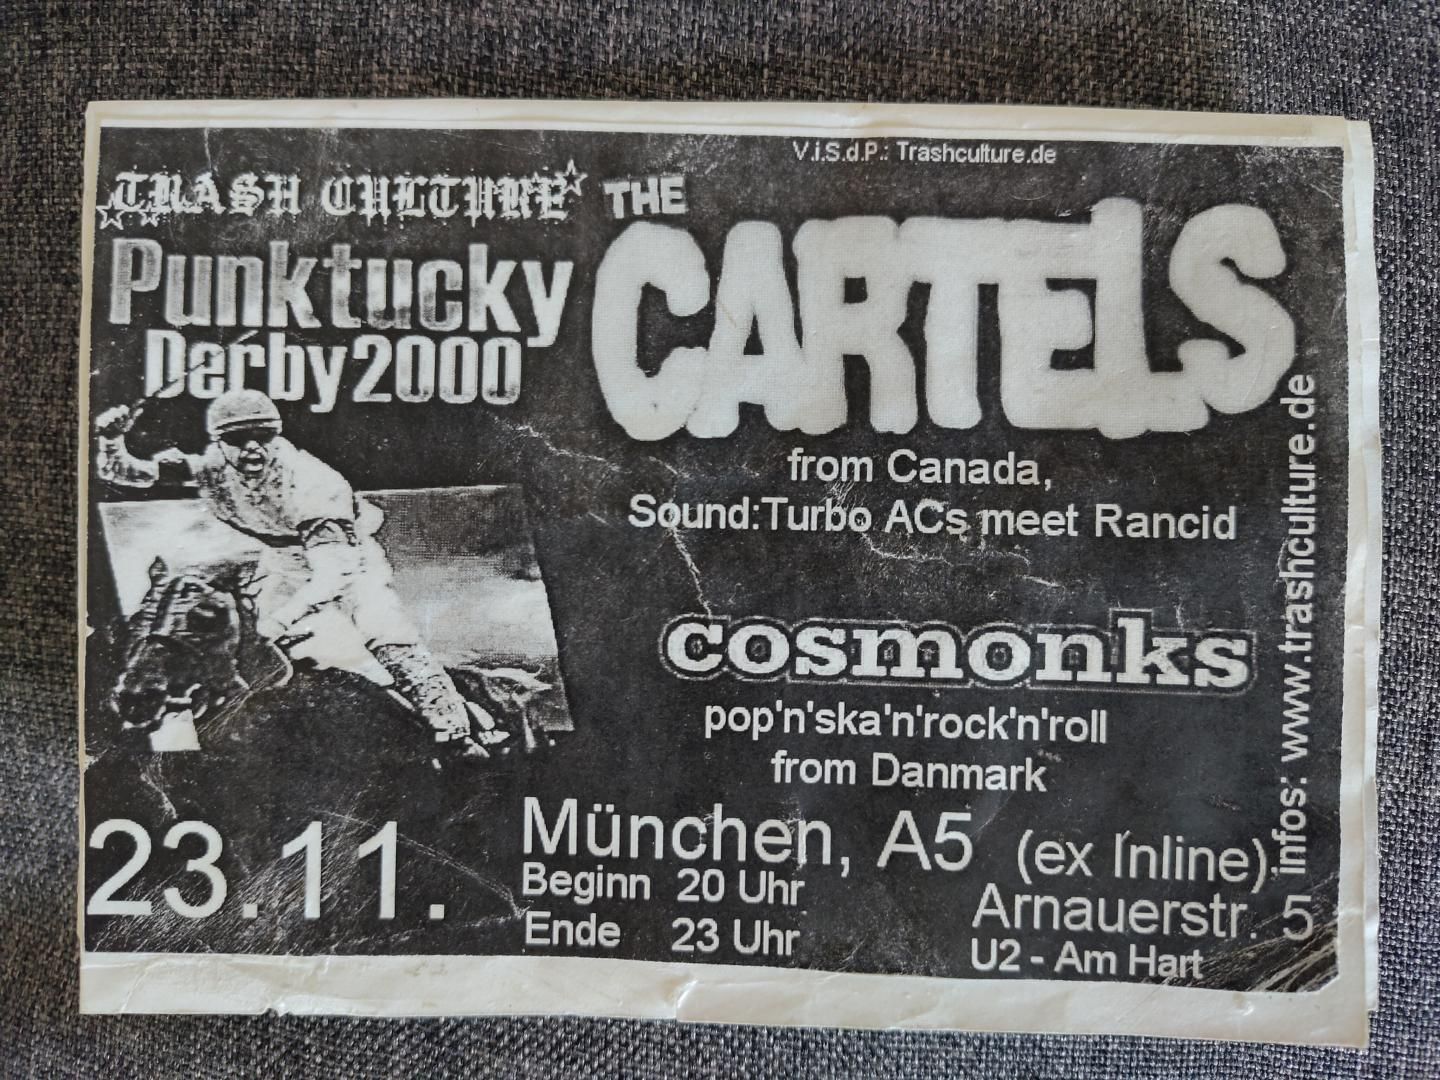 V.i.S.d.P.: Trashculture.de
TRASH CULTURE
Punktucky
Derby 2000
THE
CARTELS
from Canada,
Sound:Turbo ACs meet Rancid
cosmonks
pop'n'ska'n'rock'n'roll
from Danmark
23.11.
München, A5 (ex Inline),
Beginn 20 Uhr
Ende 23 Uhr
Arnauerstr. 5
U2 - Am Hart
infos: www.trashculture.de